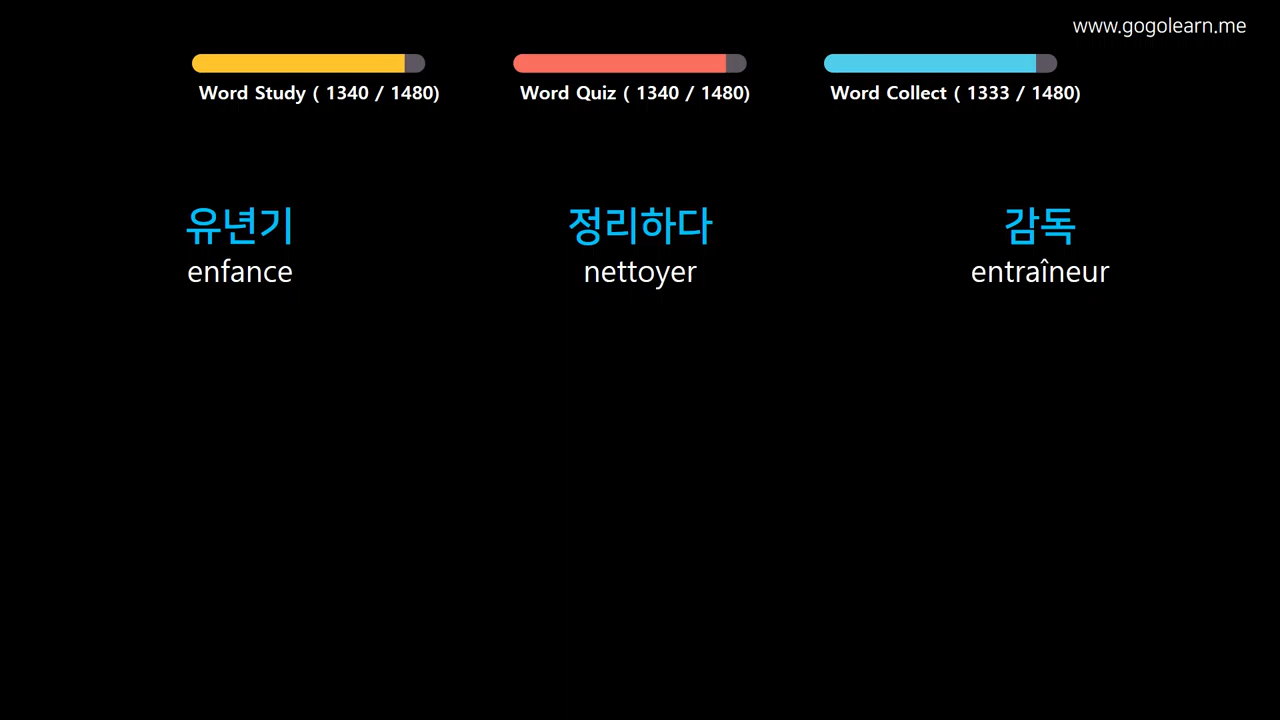 www.gogolearn.me
Word Study ( 1340 / 1480)
Word Quiz ( 1340 / 1480)
Word Collect ( 1333 / 1480)
유년기
enfance
정리하다
nettoyer
감독
entraîneur